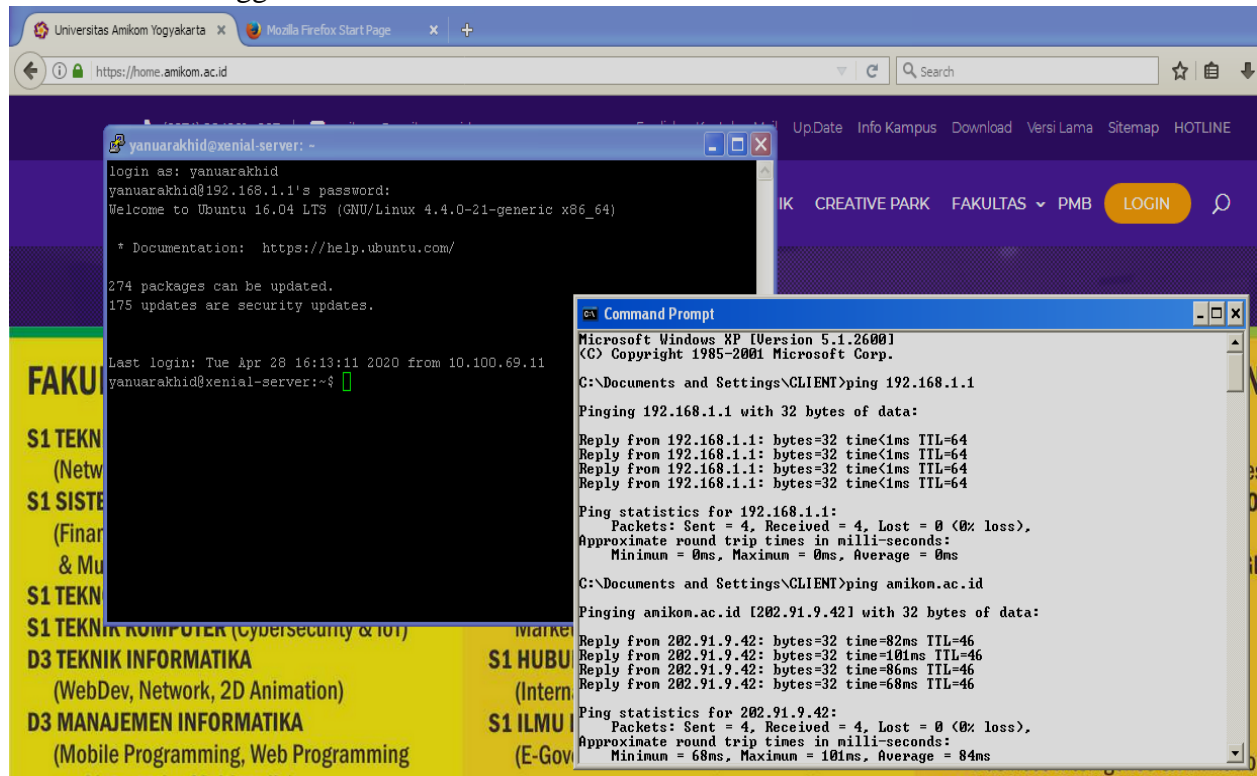 Universitas Amikom Yogyakarta
Mozilla Firefox Start Page
https://home.amikom.ac.id
Search
Up.Date Info Kampus Download Versi Lama Sitemap HOTLINE
IK CREATIVE PARK FAKULTAS PMB LOGIN
yanuarakhid@xenial-server: ~
login as: yanuarakhid
yanuarakhid@192.168.1.1's password:
Welcome to Ubuntu 16.04 LTS (GNU/Linux 4.4.0-21-generic x86_64)
* Documentation: https://help.ubuntu.com/
274 packages can be updated.
175 updates are security updates.
Last login: Tue Apr 28 16:13:11 2020 from 10.100.69.11
yanuarakhid@xenial-server:~$
Command Prompt
Microsoft Windows XP [Version 5.1.2600]
(C) Copyright 1985-2001 Microsoft Corp.
C:\Documents and Settings\CLIENT>ping 192.168.1.1
Pinging 192.168.1.1 with 32 bytes of data:
Reply from 192.168.1.1: bytes=32 time<1ms TTL=64
Reply from 192.168.1.1: bytes=32 time<1ms TTL=64
Reply from 192.168.1.1: bytes=32 time<1ms TTL=64
Reply from 192.168.1.1: bytes=32 time<1ms TTL=64
Ping statistics for 192.168.1.1:
Packets: Sent = 4, Received = 4, Lost = 0 (0% loss),
Approximate round trip times in milli-seconds:
Minimum = 0ms, Maximum = 0ms, Average = 0ms
C:\Documents and Settings\CLIENT>ping amikom.ac.id
Pinging amikom.ac.id [202.91.9.42] with 32 bytes of data:
Reply from 202.91.9.42: bytes=32 time=82ms TTL=46
Reply from 202.91.9.42: bytes=32 time=101ms TTL=46
Reply from 202.91.9.42: bytes=32 time=86ms TTL=46
Reply from 202.91.9.42: bytes=32 time=68ms TTL=46
Ping statistics for 202.91.9.42:
Packets: Sent = 4, Received = 4, Lost = 0 (0% loss),
Approximate round trip times in milli-seconds:
Minimum = 68ms, Maximum = 101ms, Average = 84ms
FAKU
S1 TEKN
(Netw
S1 SISTE
(Finan
& Mu
S1 TEKN
S1 TEKNIK KOMPUTER (Cybersecurity & IoT)
D3 TEKNIK INFORMATIKA
(WebDev, Network, 2D Animation)
D3 MANAJEMEN INFORMATIKA
(Mobile Programming, Web Programming
Marke
S1 HUBU
(Intern
S1 ILMU
(E-Gov